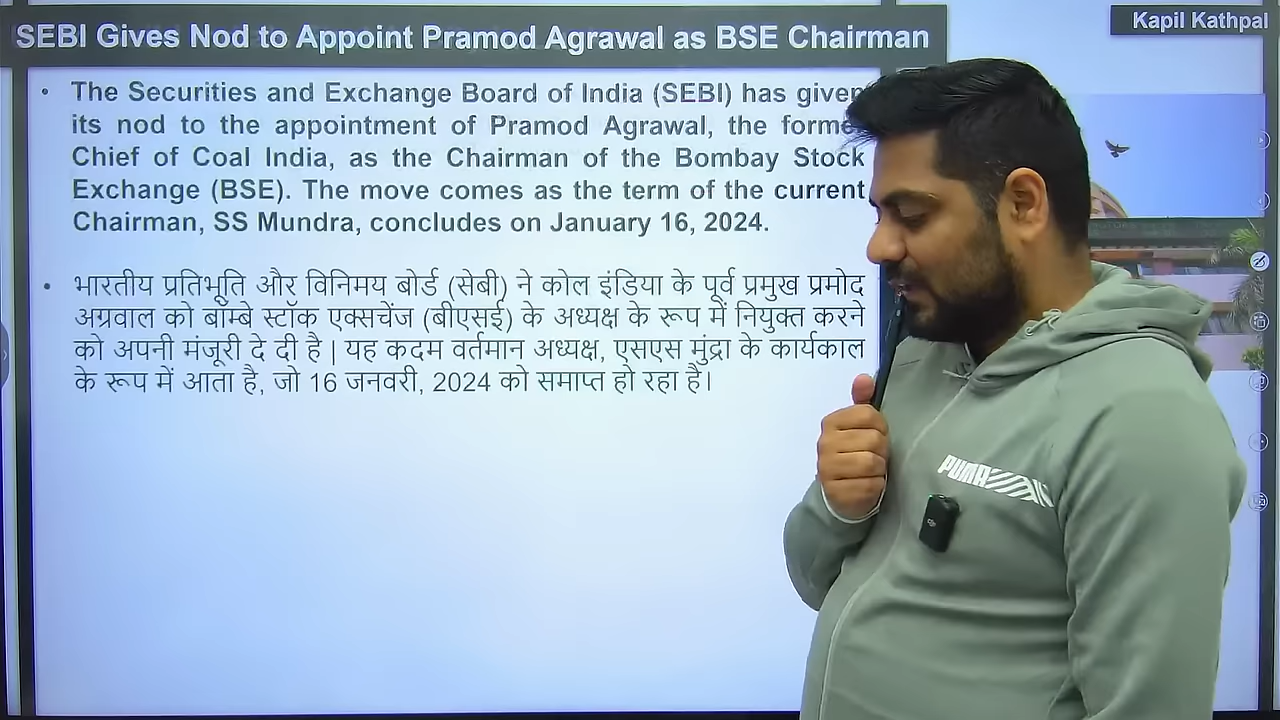 SEBI Gives Nod to Appoint Pramod Agrawal as BSE Chairman
Kapil Kathpal
• The Securities and Exchange Board of India (SEBI) has given
its nod to the appointment of Pramod Agrawal, the former
Chief of Coal India, as the Chairman of the Bombay Stock
Exchange (BSE). The move comes as the term of the current
Chairman, SS Mundra, concludes on January 16, 2024.
• भारतीय प्रतिभूति और विनिमय बोर्ड (सेबी) ने कोल इंडिया के पूर्व प्रमुख प्रमोद
अग्रवाल को बॉम्बे स्टॉक एक्सचेंज (बीएसई) के अध्यक्ष के रूप में नियुक्त करने
को अपनी मंजूरी दे दी है | यह कदम वर्तमान अध्यक्ष, एसएस मुंद्रा के कार्यकाल
के रूप में आता है, जो 16 जनवरी, 2024 को समाप्त हो रहा है।
PUMA
dji